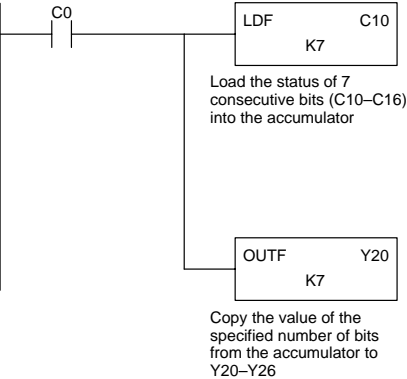 C0
LDF C10
K7
Load the status of 7
consecutive bits (C10–C16)
into the accumulator
OUTF Y20
K7
Copy the value of the
specified number of bits
from the accumulator to
Y20–Y26